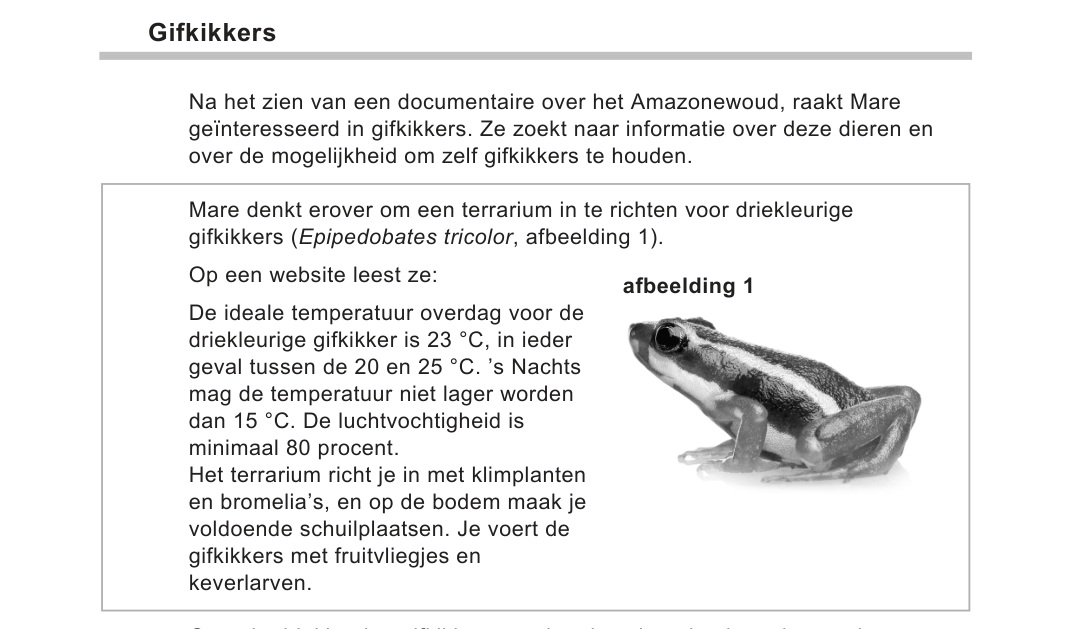 Gifkikkers
Na het zien van een documentaire over het Amazonewoud, raakt Mare
geïnteresseerd in gifkikkers. Ze zoekt naar informatie over deze dieren en
over de mogelijkheid om zelf gifkikkers te houden.
Mare denkt erover om een terrarium in te richten voor driekleurige
gifkikkers (Epipedobates tricolor, afbeelding 1).
Op een website leest ze:
De ideale temperatuur overdag voor de
driekleurige gifkikker is 23 °C, in ieder
geval tussen de 20 en 25 °C. ’s Nachts
mag de temperatuur niet lager worden
dan 15 °C. De luchtvochtigheid is
minimaal 80 procent.
Het terrarium richt je in met klimplanten
en bromelia’s, en op de bodem maak je
voldoende schuilplaatsen. Je voert de
gifkikkers met fruitvliegjes en
keverlarven.
afbeelding 1